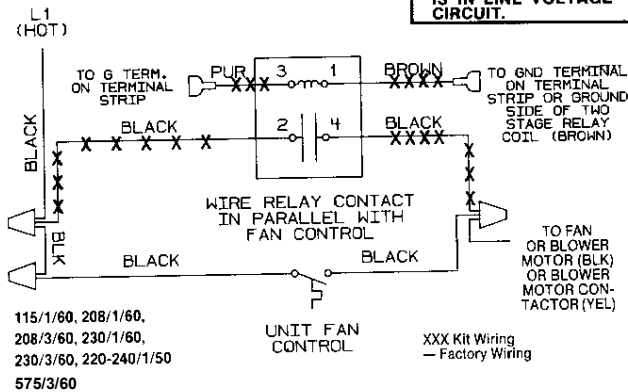 IS IN LINE VOLTAGE
CIRCUIT.
L1
(HOT)
TO G TERM.
ON TERMINAL
STRIP
PUR
3
1
BROWN
TO GND TERMINAL
ON TERMINAL
STRIP OR GROUND
SIDE OF TWO
STAGE RELAY
COIL (BROWN)
BLACK
BLACK
2
4
BLACK
WIRE RELAY CONTACT
IN PARALLEL WITH
FAN CONTROL
BLK
BLACK
BLACK
TO FAN
OR BLOWER
MOTOR (BLK)
OR BLOWER
MOTOR CON-
TACTOR (YEL)
UNIT FAN
CONTROL
115/1/60, 208/1/60,
208/3/60, 230/1/60,
230/3/60, 220-240/1/50
575/3/60
XXX Kit Wiring
— Factory Wiring